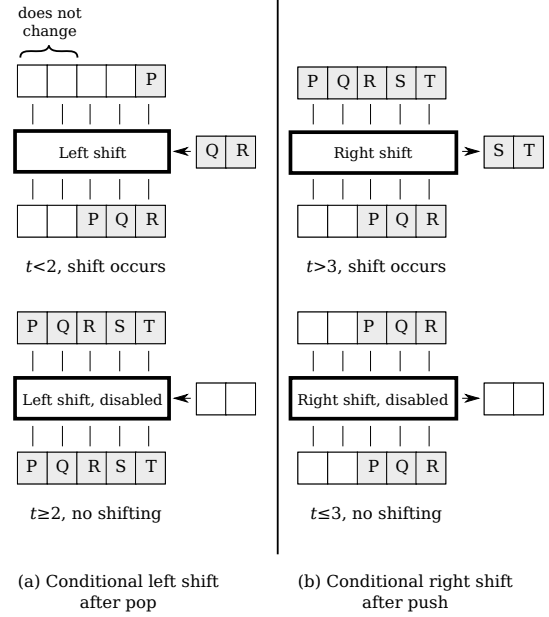 does not
change
P
Left shift
Q R
P Q R
t<2, shift occurs
P Q R S T
Left shift, disabled
P Q R S T
t≥2, no shifting
(a) Conditional left shift
after pop
P Q R S T
Right shift
S T
P Q R
t>3, shift occurs
P Q R
Right shift, disabled
P Q R
t≤3, no shifting
(b) Conditional right shift
after push